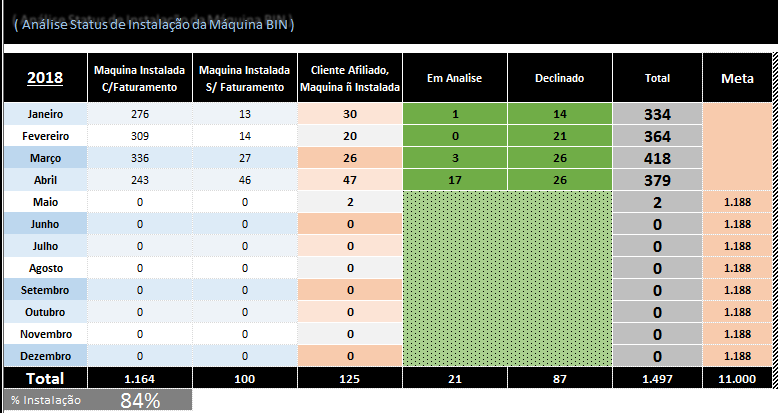 ( Análise Status de Instalação da Máquina BIN )
2018 Maquina Instalada C/Faturamento Maquina Instalada S/ Faturamento Cliente Afiliado, Maquina ñ Instalada Em Analise Declinado Total Meta
Janeiro 276 13 30 1 14 334
Fevereiro 309 14 20 0 21 364
Março 336 27 26 3 26 418
Abril 243 46 47 17 26 379
Maio 0 0 2 2 1.188
Junho 0 0 0 0 1.188
Julho 0 0 0 0 1.188
Agosto 0 0 0 0 1.188
Setembro 0 0 0 0 1.188
Outubro 0 0 0 0 1.188
Novembro 0 0 0 0 1.188
Dezembro 0 0 0 0 1.188
Total 1.164 100 125 21 87 1.497 11.000
% Instalação 84%